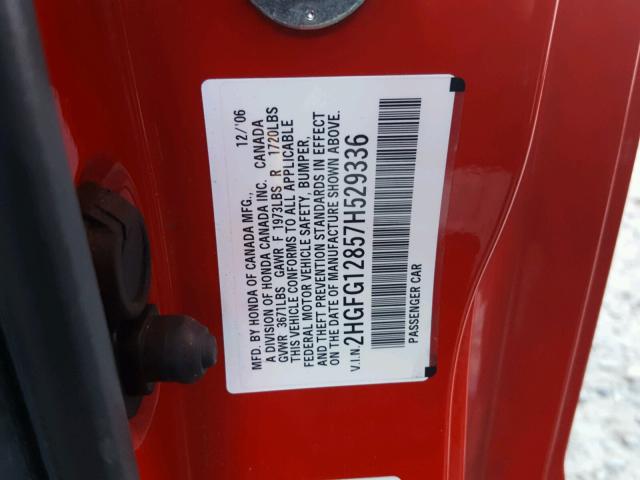 MFD. BY HONDA OF CANADA MFG., 12/'06
A DIVISION OF HONDA CANADA INC. CANADA
GVWR 3671LBS GAWR F 1973LBS R 1720LBS
THIS VEHICLE CONFORMS TO ALL APPLICABLE
FEDERAL MOTOR VEHICLE SAFETY, BUMPER,
AND THEFT PREVENTION STANDARDS IN EFFECT
ON THE DATE OF MANUFACTURE SHOWN ABOVE.
V.I.N. 2HGFG12857H529336
PASSENGER CAR